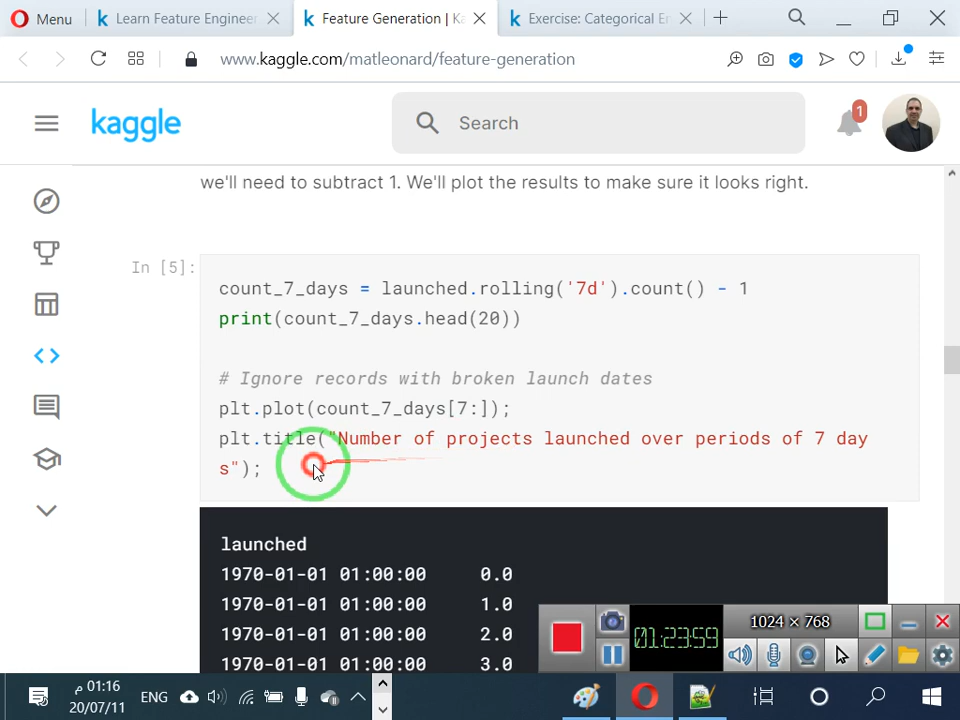 Menu
Learn Feature Engineer
Feature Generation | Ka
Exercise: Categorical En
www.kaggle.com/matleonard/feature-generation
kaggle
Search
1
we'll need to subtract 1. We'll plot the results to make sure it looks right.
In [5]:
count_7_days = launched.rolling('7d').count() - 1
print(count_7_days.head(20))
# Ignore records with broken launch dates
plt.plot(count_7_days[7:]);
plt.title("Number of projects launched over periods of 7 day
s");
launched
1970-01-01 01:00:00 0.0
1970-01-01 01:00:00 1.0
1970-01-01 01:00:00 2.0
1970-01-01 01:00:00 3.0
1024 × 768
01:23:59
01:16 م
ENG
20/07/11